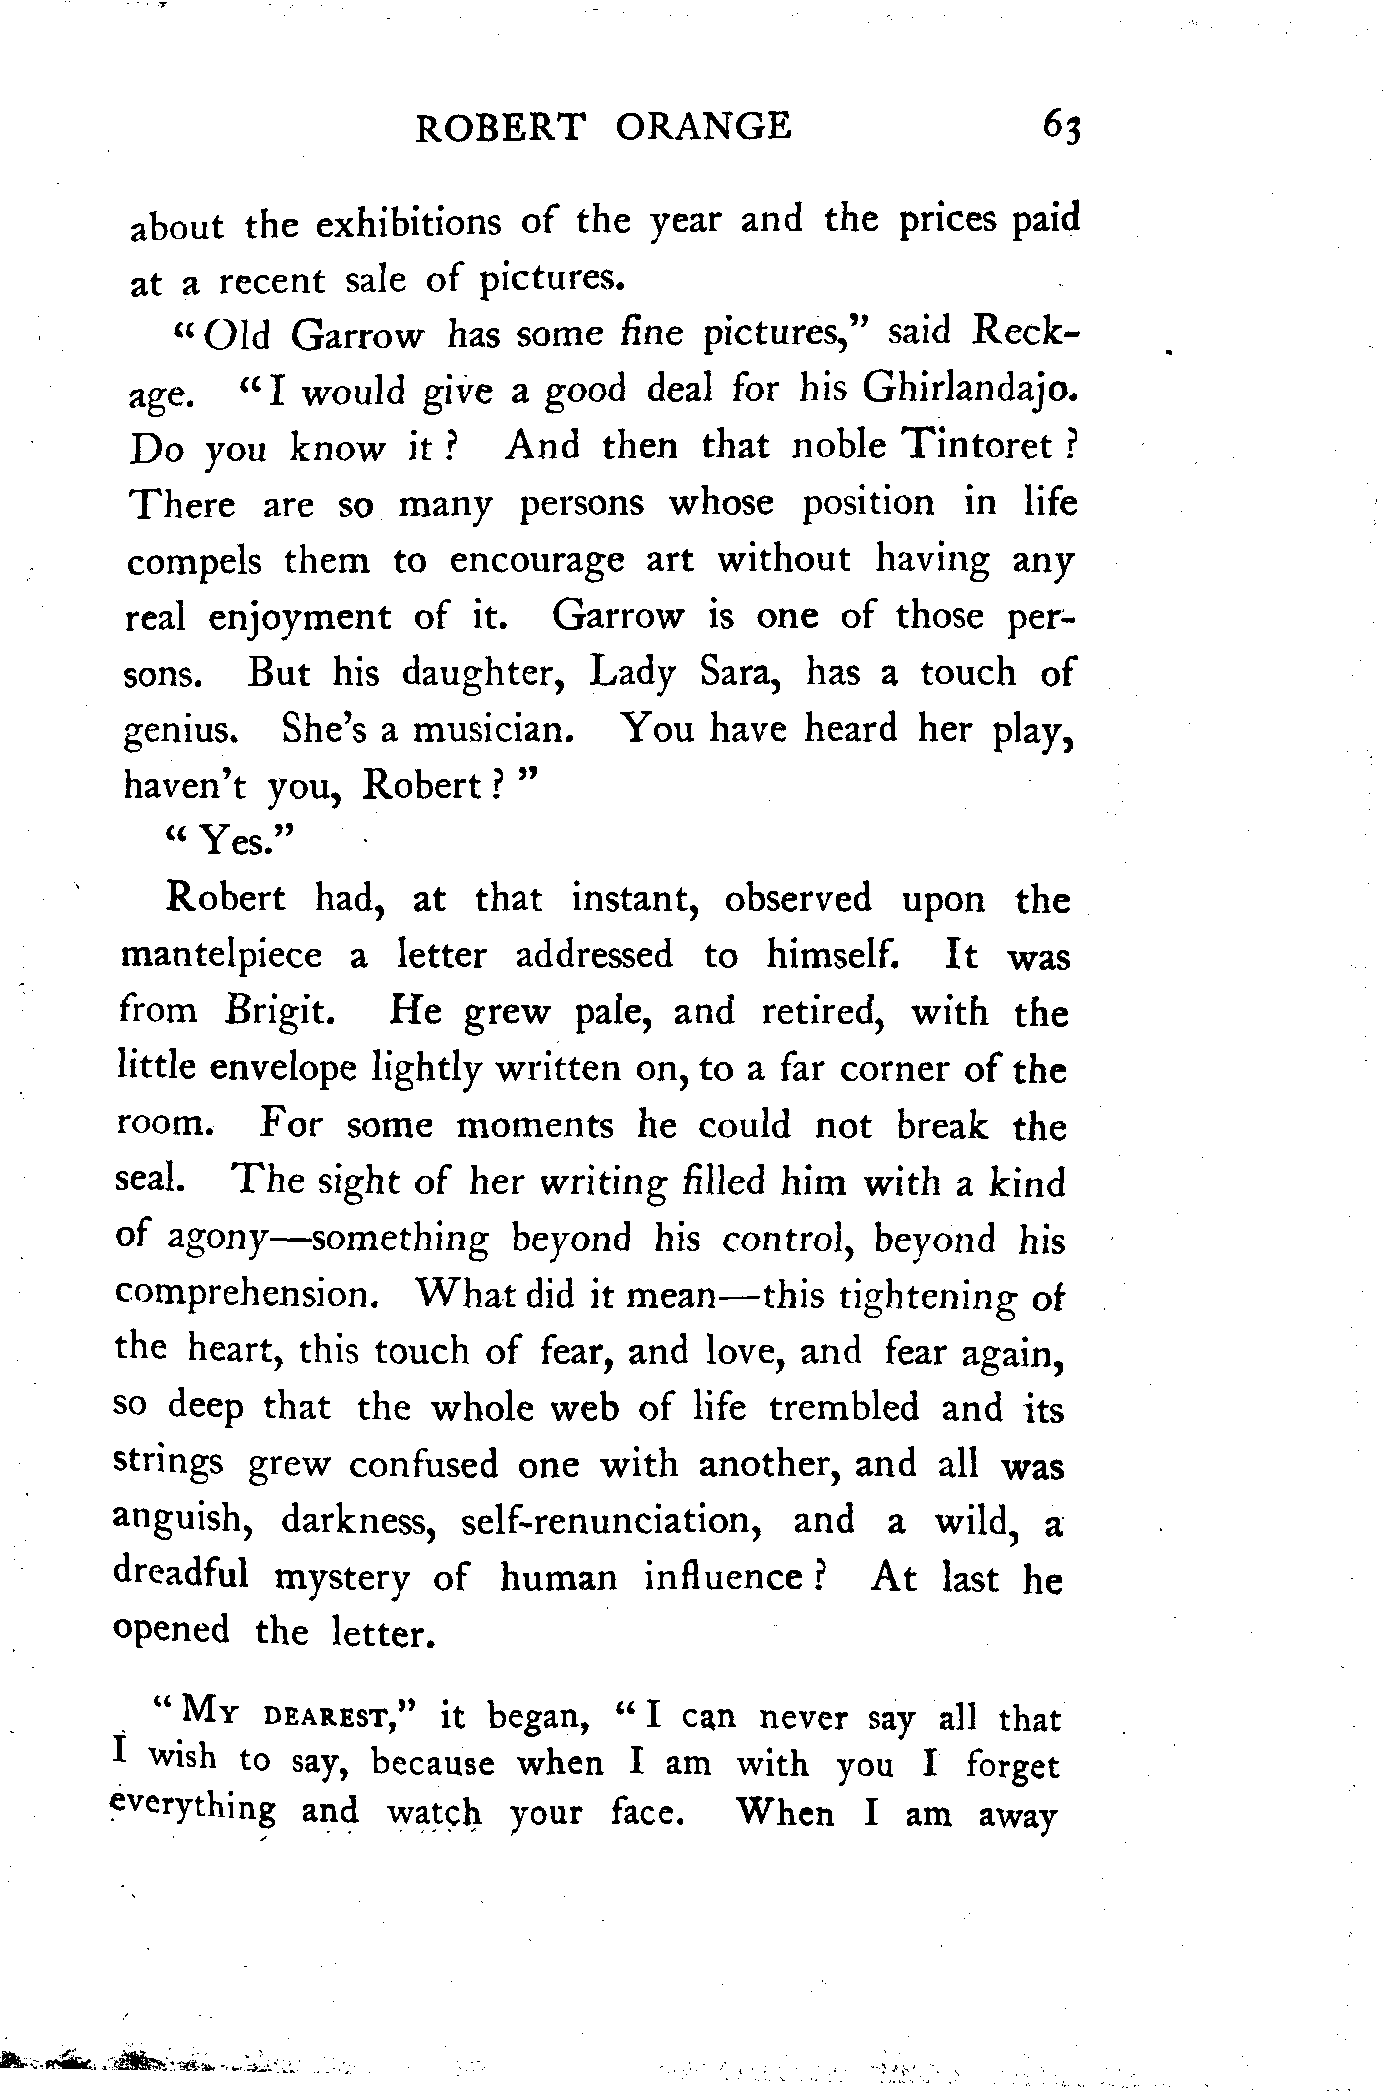 ROBERT ORANGE 63
about the exhibitions of the year and the prices paid
at a recent sale of pictures.
“Old Garrow has some fine pictures,” said Reck-
age. “I would give a good deal for his Ghirlandajo.
Do you know it? And then that noble Tintoret?
There are so many persons whose position in life
compels them to encourage art without having any
real enjoyment of it. Garrow is one of those per-
sons. But his daughter, Lady Sara, has a touch of
genius. She’s a musician. You have heard her play,
haven’t you, Robert?”
“Yes.”
Robert had, at that instant, observed upon the
mantelpiece a letter addressed to himself. It was
from Brigit. He grew pale, and retired, with the
little envelope lightly written on, to a far corner of the
room. For some moments he could not break the
seal. The sight of her writing filled him with a kind
of agony—something beyond his control, beyond his
comprehension. What did it mean—this tightening of
the heart, this touch of fear, and love, and fear again,
so deep that the whole web of life trembled and its
strings grew confused one with another, and all was
anguish, darkness, self-renunciation, and a wild, a
dreadful mystery of human influence? At last he
opened the letter.
“MY DEAREST,” it began, “I can never say all that
I wish to say, because when I am with you I forget
everything and watch your face. When I am away